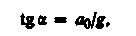 tg α = a₀/g.